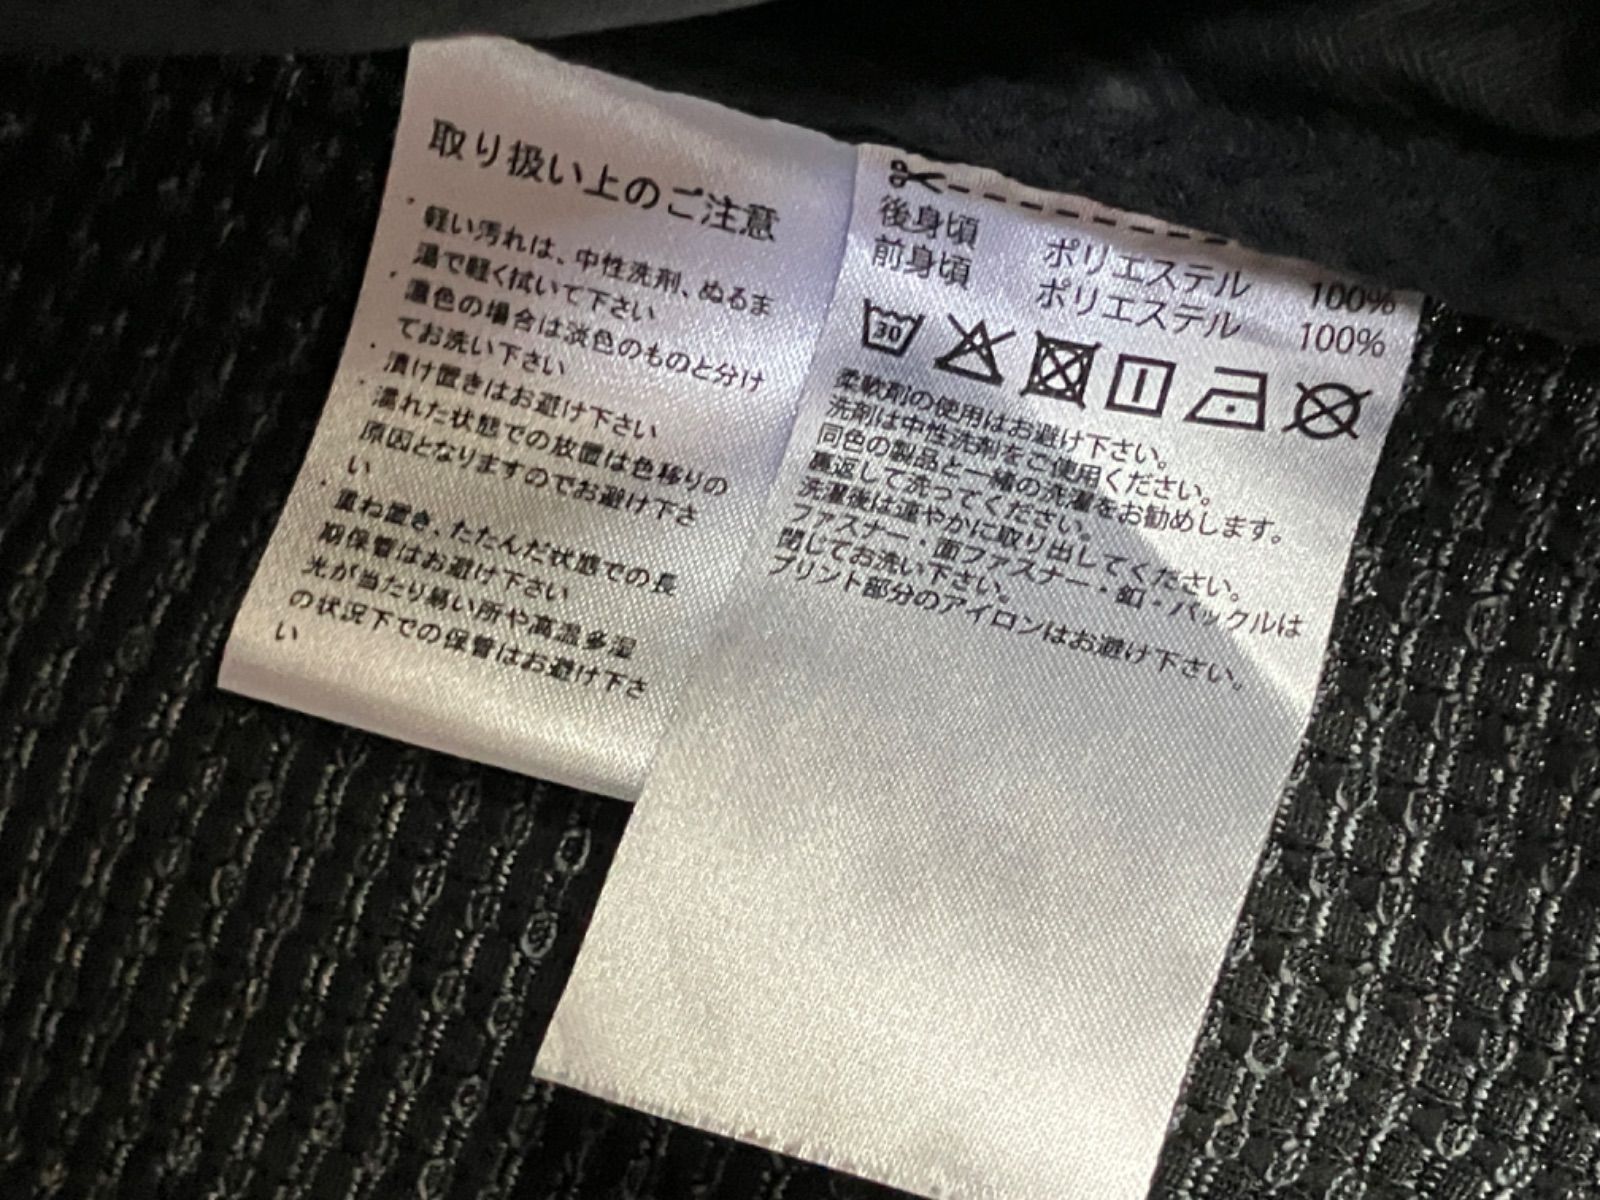 取り扱い上のご注意
・軽い汚れは、中性洗剤、ぬるま
湯で軽く拭いて下さい
・濃色の場合は淡色のものと分け
てお洗い下さい
・漬け置きはお避け下さい
・濡れた状態での放置は色移りの
原因となりますのでお避け下さ
い
・重ね置き、たたんだ状態での長
期保管はお避け下さい
光が当たり易い所や高温多湿
の状況下での保管はお避け下さ
い
後身頃 ポリエステル 100%
前身頃 ポリエステル 100%
30
柔軟剤の使用はお避け下さい。
洗剤は中性洗剤をご使用ください。
同色の製品と一緒の洗濯をお勧めします。
裏返して洗ってください。
洗濯後は速やかに取り出してください。
ファスナー・面ファスナー・釦・バックルは
閉じてお洗い下さい。
プリント部分のアイロンはお避け下さい。